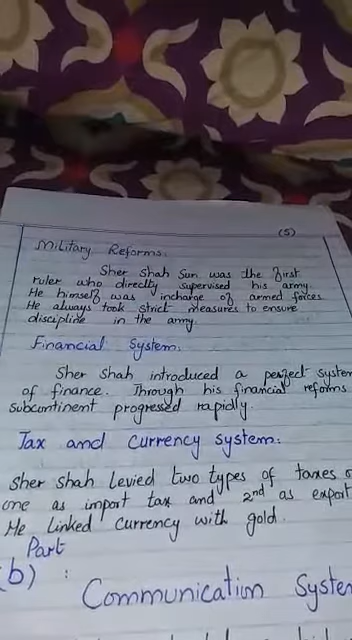 (5)
Military Reforms:
Sher Shah Suri was the first
ruler who directly supervised his army
He himself was incharge of armed forces
He always took strict measures to ensure
discipline in the army.
Financial System:
Sher Shah introduced a perfect system
of finance. Through his financial reforms
subcontinent progressed rapidly.
Tax and Currency System:
Sher Shah levied two types of taxes
one as import tax and 2nd as export
He linked currency with gold.
Part
(b) :
Communication System